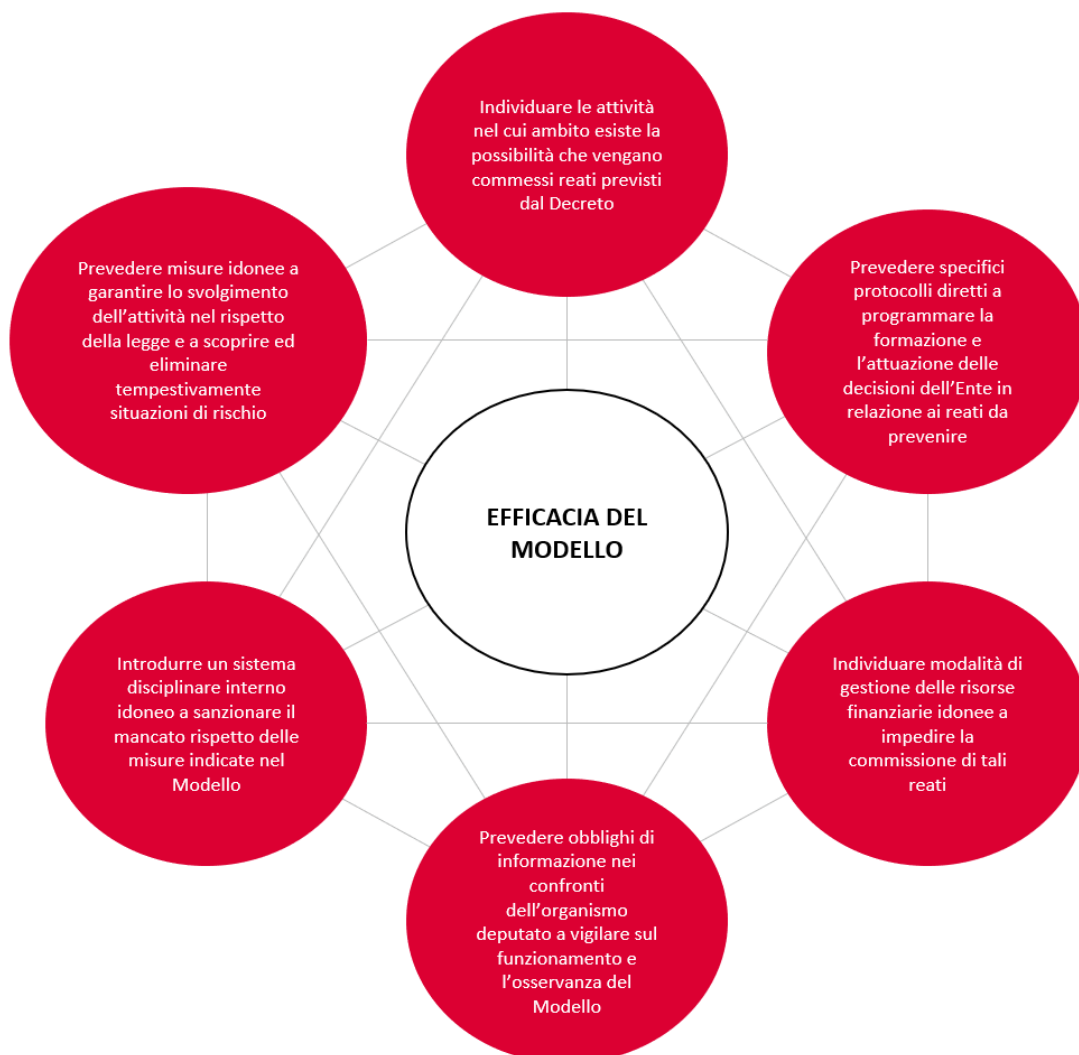 Individuare le attività
nel cui ambito esiste la
possibilità che vengano
commessi reati previsti
dal Decreto
Prevedere misure idonee a
garantire lo svolgimento
dell’attività nel rispetto
della legge e a scoprire ed
eliminare
tempestivamente
situazioni di rischio
Prevedere specifici
protocolli diretti a
programmare la
formazione e
l’attuazione delle
decisioni dell’Ente in
relazione ai reati da
prevenire
EFFICACIA DEL
MODELLO
Introdurre un sistema
disciplinare interno
idoneo a sanzionare il
mancato rispetto delle
misure indicate nel
Modello
Individuare modalità di
gestione delle risorse
finanziarie idonee a
impedire la
commissione di tali
reati
Prevedere obblighi di
informazione nei
confronti
dell’organismo
deputato a vigilare sul
funzionamento e
l’osservanza del
Modello